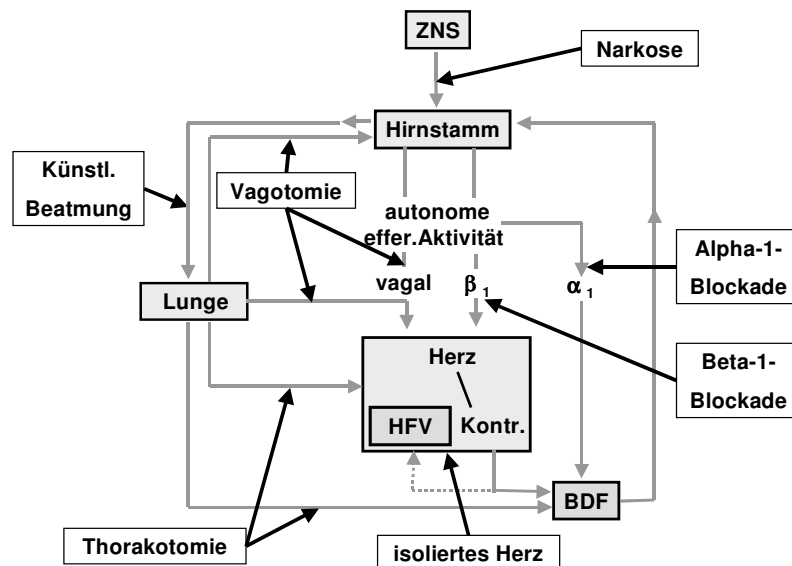 ZNS
Narkose
Hirnstamm
Künstl.
Beatmung
Vagotomie
autonome
effer.Aktivität
Alpha-1-
Blockade
vagal
β 1
α 1
Lunge
Herz
Beta-1-
Blockade
HFV
Kontr.
BDF
Thorakotomie
isoliertes Herz